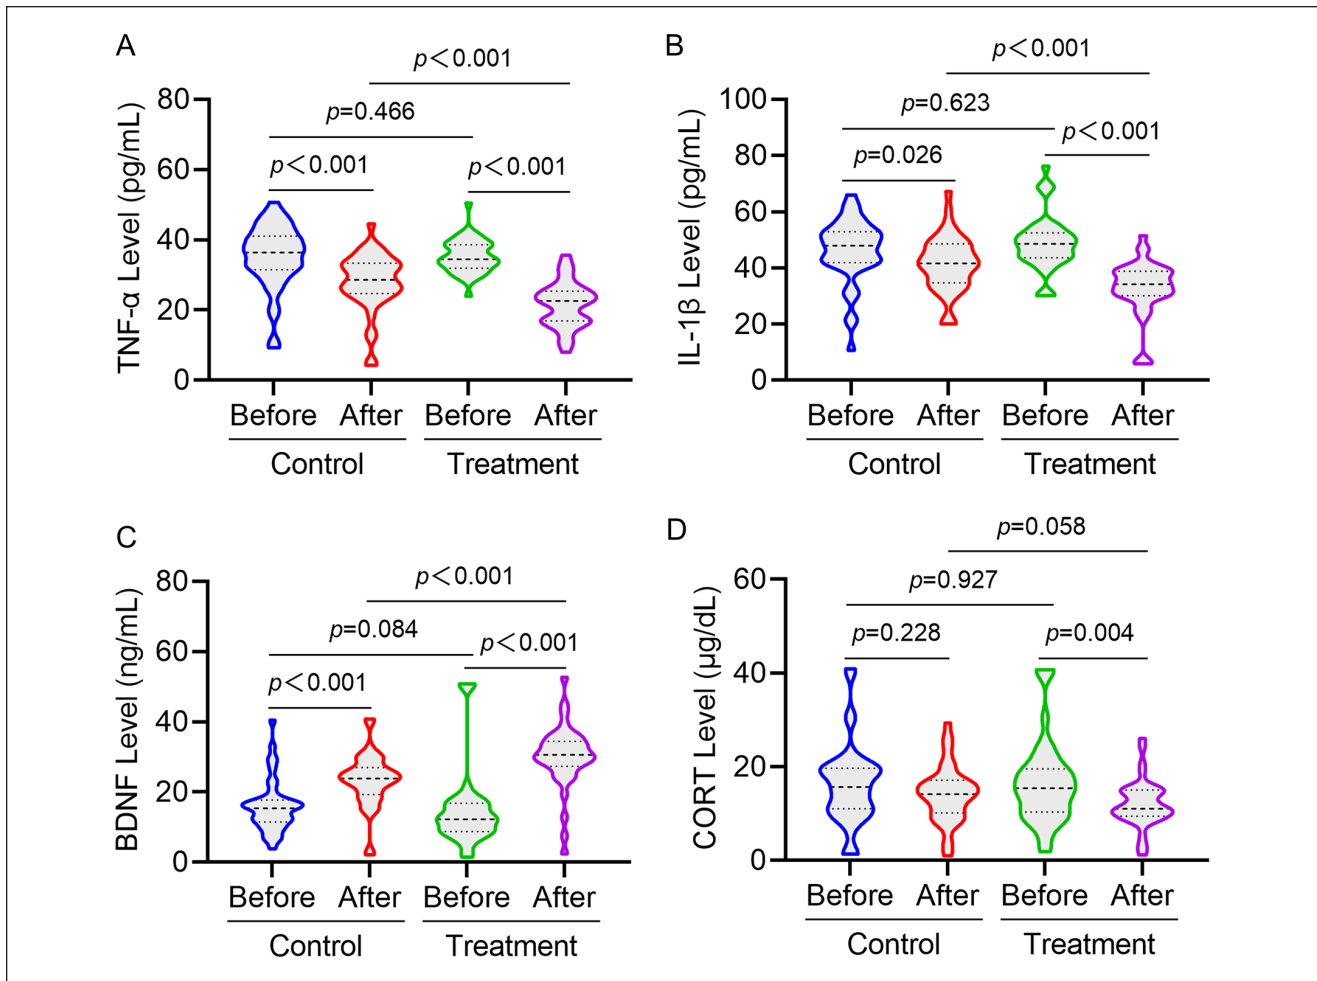 A
p<0.001
p=0.466
p<0.001
p<0.001
TNF-α Level (pg/mL)
80
60
40
20
0
Before
After
Before
After
Control
Treatment
B
p<0.001
p=0.623
p<0.001
p=0.026
IL-1β Level (pg/mL)
100
80
60
40
20
0
Before
After
Before
After
Control
Treatment
C
p<0.001
p=0.084
p<0.001
p<0.001
BDNF Level (ng/mL)
80
60
40
20
0
Before
After
Before
After
Control
Treatment
D
p=0.058
p=0.927
p=0.228
p=0.004
CORT Level (μg/dL)
60
40
20
0
Before
After
Before
After
Control
Treatment